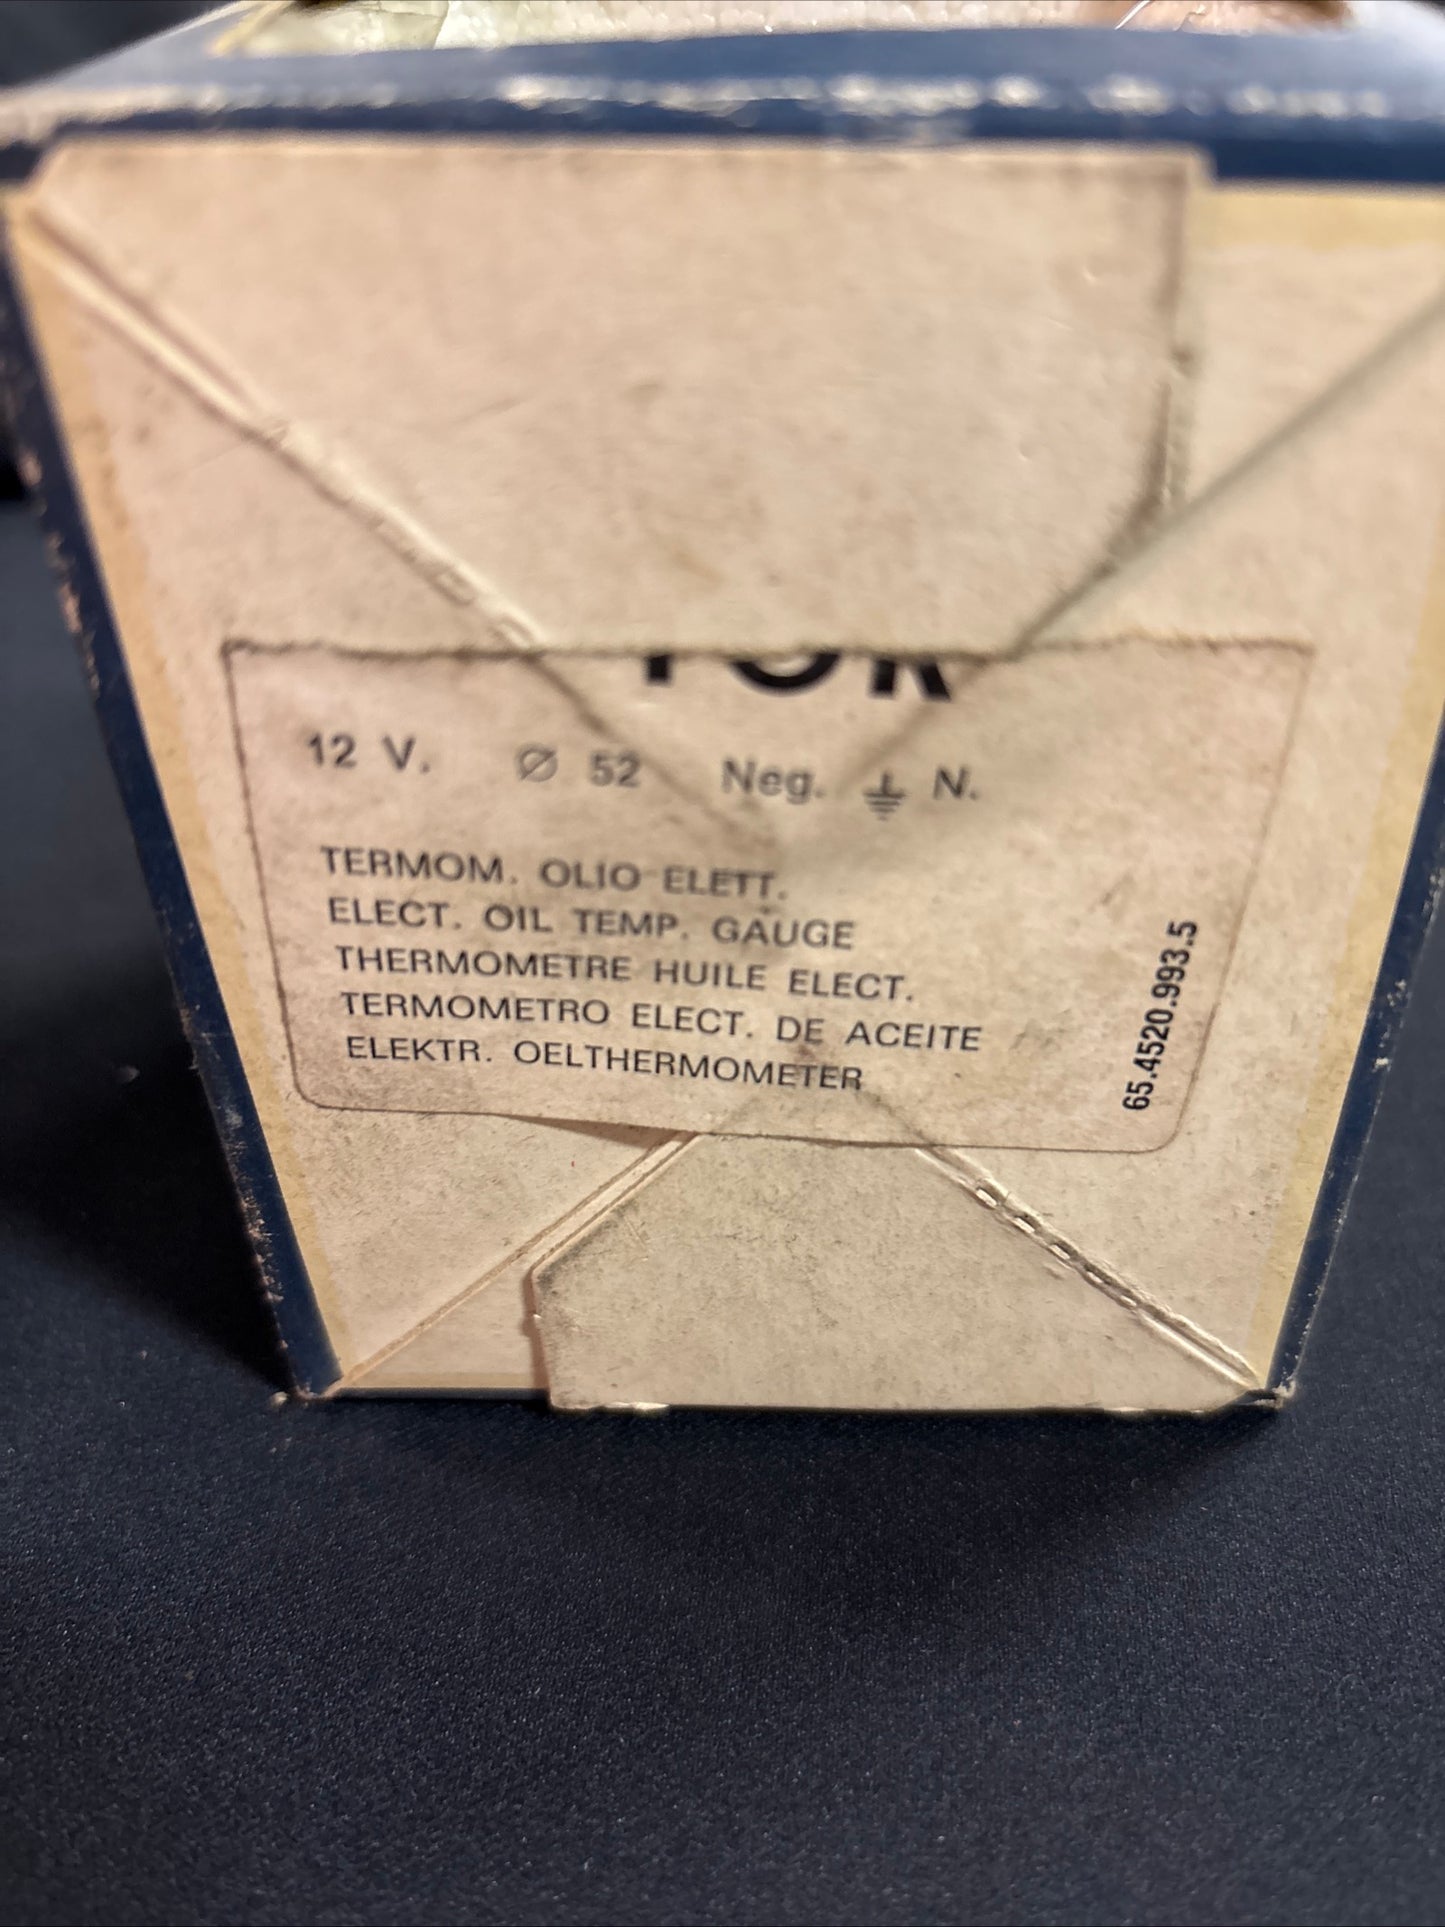 12 V. Ø 52 Neg. ⏚ N.
TERMOM. OLIO ELETT.
ELECT. OIL TEMP. GAUGE
THERMOMETRE HUILE ELECT.
TERMOMETRO ELECT. DE ACEITE
ELEKTR. OELTHERMOMETER
65.4520.993.5